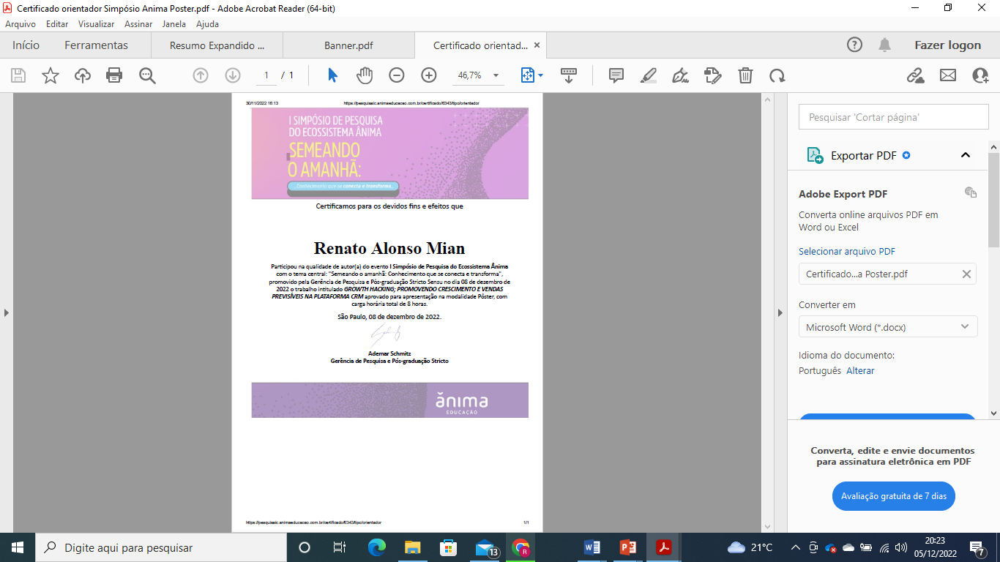 Certificado orientador Simpósio Anima Poster.pdf - Adobe Acrobat Reader (64-bit)
Arquivo Editar Visualizar Assinar Janela Ajuda
Início Ferramentas Resumo Expandido ... Banner.pdf Certificado orientad... Fazer logon
1 / 1 46,7%
30/11/2022 16:13 https://pesquisaic.animaeducacao.com.br/certificado/6343/tipo/orientador
I SIMPÓSIO DE PESQUISA
DO ECOSSISTEMA ÂNIMA
SEMEANDO
O AMANHÃ:
Conhecimento que se conecta e transforma
Certificamos para os devidos fins e efeitos que
Renato Alonso Mian
Participou na qualidade de autor(a) do evento I Simpósio de Pesquisa do Ecossistema Ânima
com o tema central: "Semeando o amanhã: Conhecimento que se conecta e transforma",
promovido pela Gerência de Pesquisa e Pós-graduação Stricto Sensu no dia 08 de dezembro de
2022 o trabalho intitulado GROWTH HACKING; PROMOVENDO CRESCIMENTO E VENDAS
PREVISÍVEIS NA PLATAFORMA CRM aprovado para apresentação na modalidade Pôster, com
carga horária total de 8 horas.
São Paulo, 08 de dezembro de 2022.
Ademar Schmitz
Gerência de Pesquisa e Pós-graduação Stricto
ănima
EDUCAÇÃO
https://pesquisaic.animaeducacao.com.br/certificado/6343/tipo/orientador 1/1
Pesquisar 'Cortar página'
Exportar PDF
Adobe Export PDF
Converta online arquivos PDF em
Word ou Excel
Selecionar arquivo PDF
Certificado...a Poster.pdf
Converter em
Microsoft Word (*.docx)
Idioma do documento:
Português Alterar
Converta, edite e envie documentos
para assinatura eletrônica em PDF
Avaliação gratuita de 7 dias
Digite aqui para pesquisar
13
R
21°C
20:23
05/12/2022
7